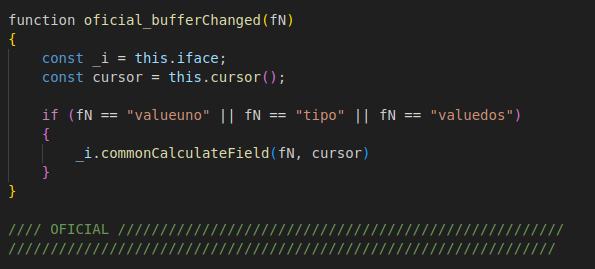 function oficial_bufferChanged(fN)
{
const _i = this.iface;
const cursor = this.cursor();
if (fN == "valueuno" || fN == "tipo" || fN == "valuedos")
{
_i.commonCalculateField(fN, cursor)
}
}
//// OFICIAL /////////////////////////////////////////////////////
/////////////////////////////////////////////////////////////////